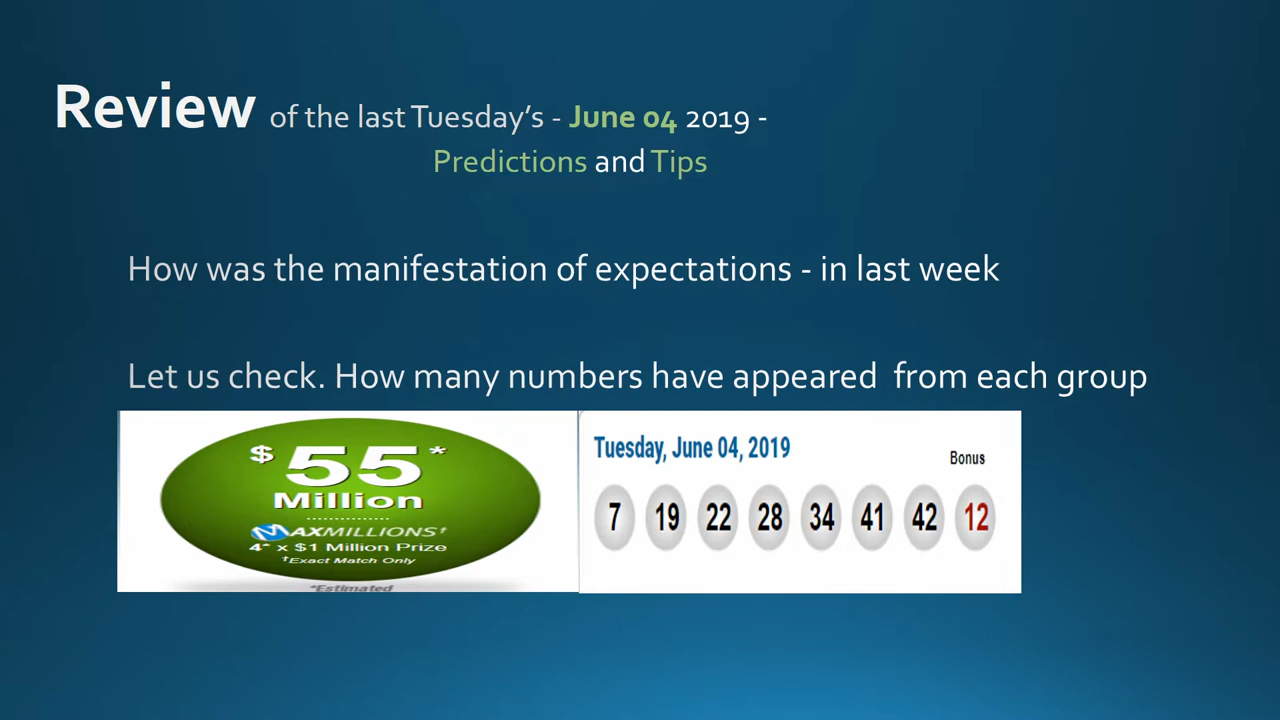 Review of the last Tuesday's - June 04 2019 -
Predictions and Tips
How was the manifestation of expectations - in last week
Let us check. How many numbers have appeared from each group
$55*
Million
MAXMILLIONS†
4* x $1 Million Prize
†Exact Match Only
*Estimated
Tuesday, June 04, 2019
Bonus
7 19 22 28 34 41 42 12